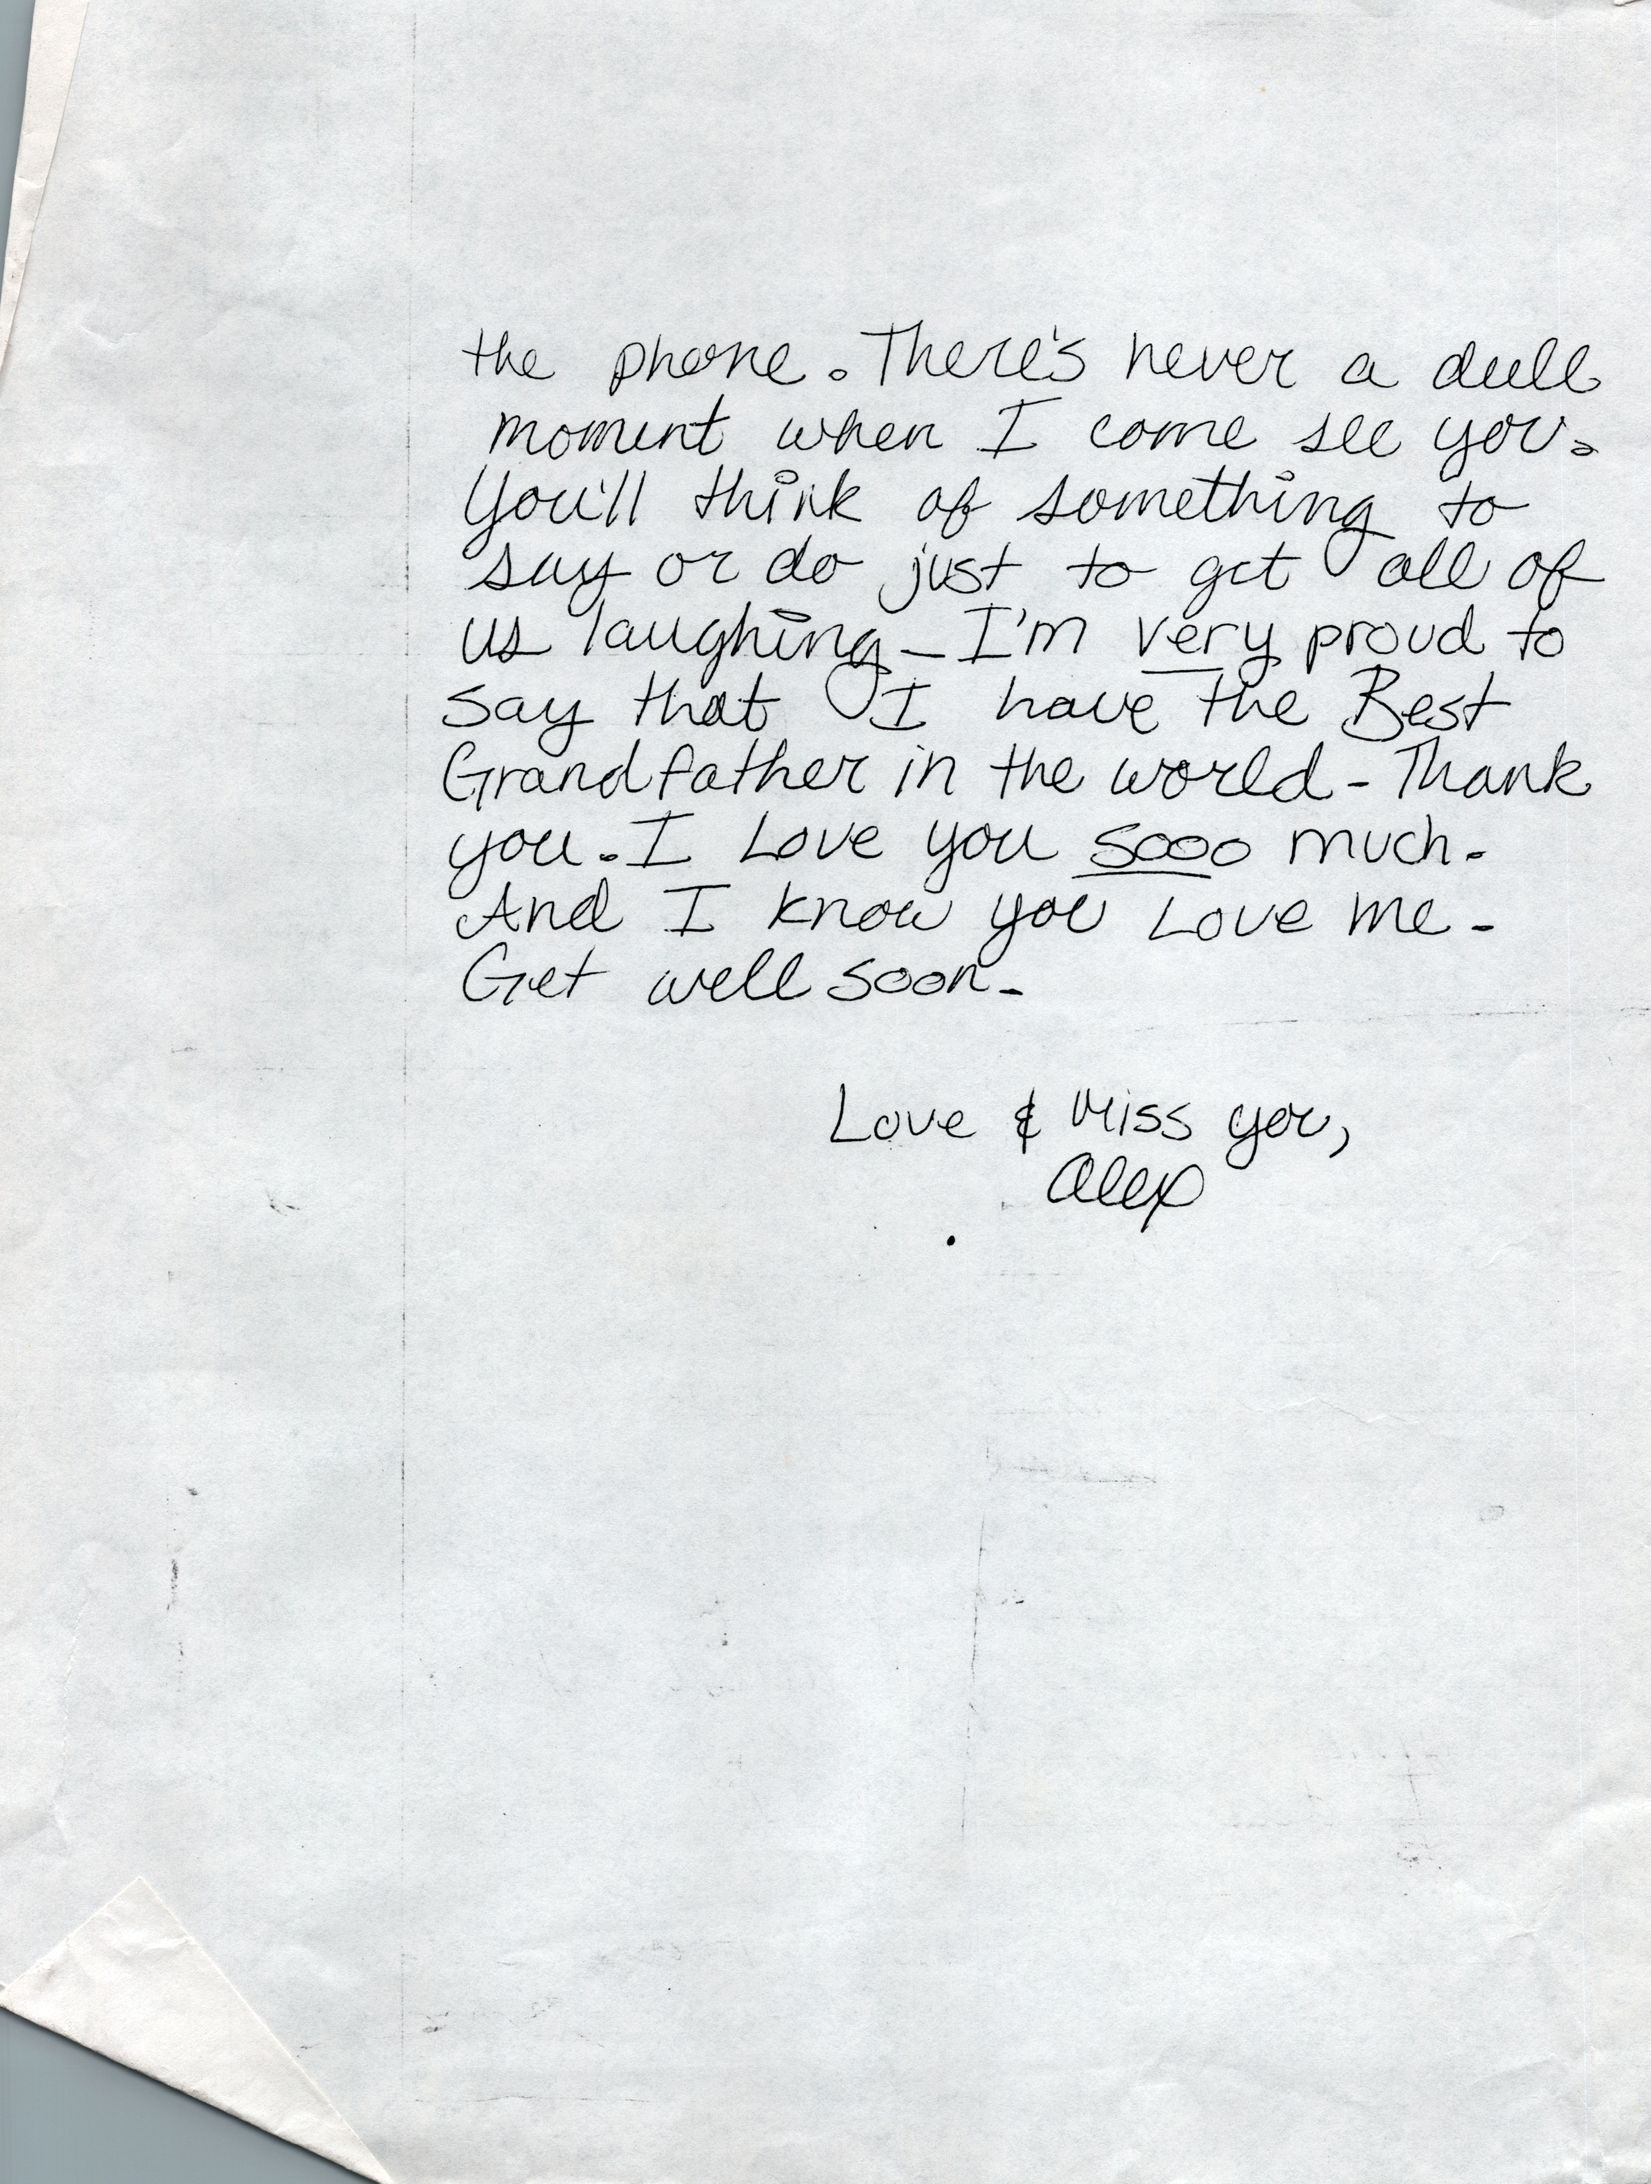 the phone. There's never a dull
moment when I come see you.
You'll think of something to
say or do just to get all of
us laughing - I'm very proud to
say that I have the Best
Grandfather in the world - Thank
you. I Love you sooo much.
And I know you Love me.
Get well soon.
Love & Miss you,
Alex